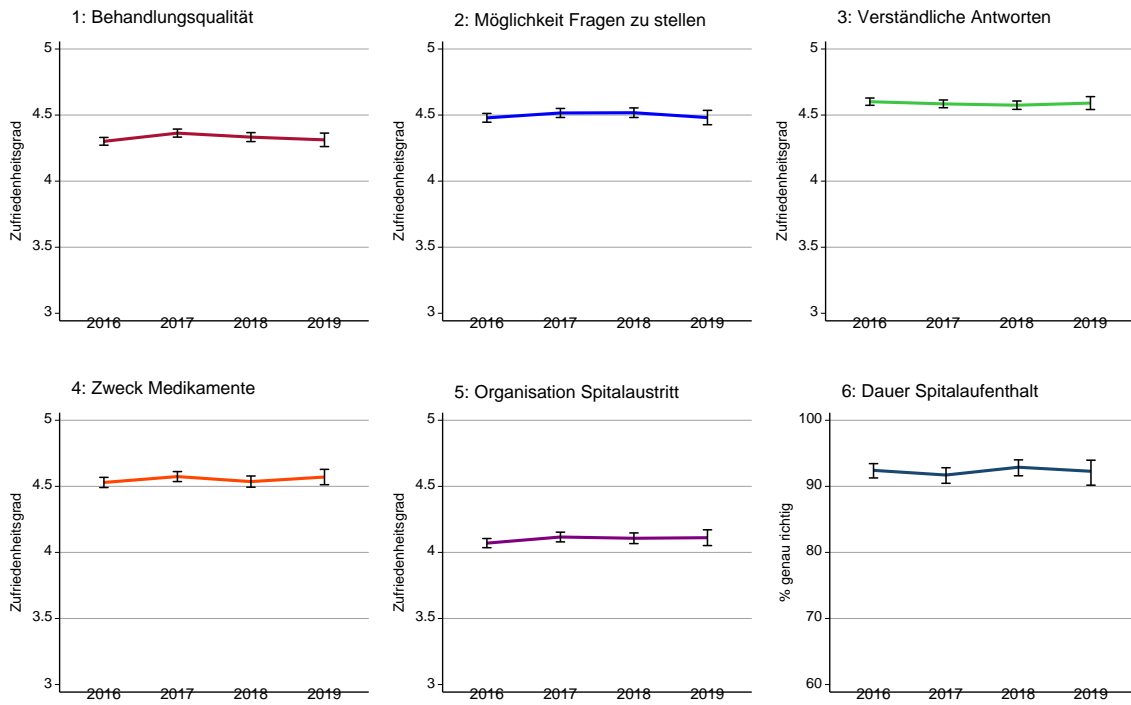 1: Behandlungsqualität
5
4.5
4
3.5
3
Zufriedenheitsgrad
2016 2017 2018 2019
2: Möglichkeit Fragen zu stellen
5
4.5
4
3.5
3
Zufriedenheitsgrad
2016 2017 2018 2019
3: Verständliche Antworten
5
4.5
4
3.5
3
Zufriedenheitsgrad
2016 2017 2018 2019
4: Zweck Medikamente
5
4.5
4
3.5
3
Zufriedenheitsgrad
2016 2017 2018 2019
5: Organisation Spitalaustritt
5
4.5
4
3.5
3
Zufriedenheitsgrad
2016 2017 2018 2019
6: Dauer Spitalaufenthalt
100
90
80
70
60
% genau richtig
2016 2017 2018 2019